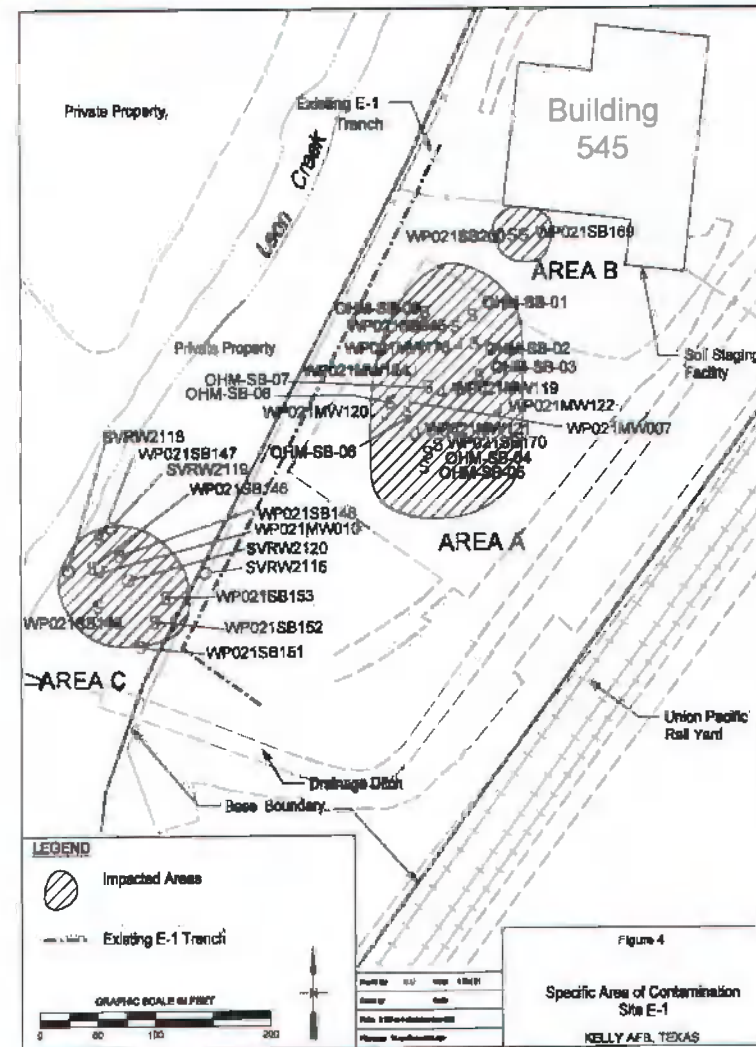 Private Property,
Existing E-1
Trench
Building
545
Leon Creek
WP021SB169
AREA B
OHM-SB-01
OHM-SB-02
OHM-SB-03
Private Property
Soil Staging
Facility
OHM-SB-07
WP021MW119
WP021MW122
WP021MW120
WP021MW007
WP021MW121
WP021SB170
OHM-SB-04
AREA A
SVRW2118
WP021SB147
SVRW2119
WP021SB146
WP021SB148
WP021MW010
SVRW2120
SVRW2116
WP021SB153
WP021SB152
WP021SB151
AREA C
Union Pacific
Rail Yard
Drainage Ditch
Base Boundary
LEGEND
Impacted Areas
Existing E-1 Trench
GRAPHIC SCALE IN FEET
0 50 100 200
Figure 4
Specific Area of Contamination
Site E-1
KELLY AFB, TEXAS